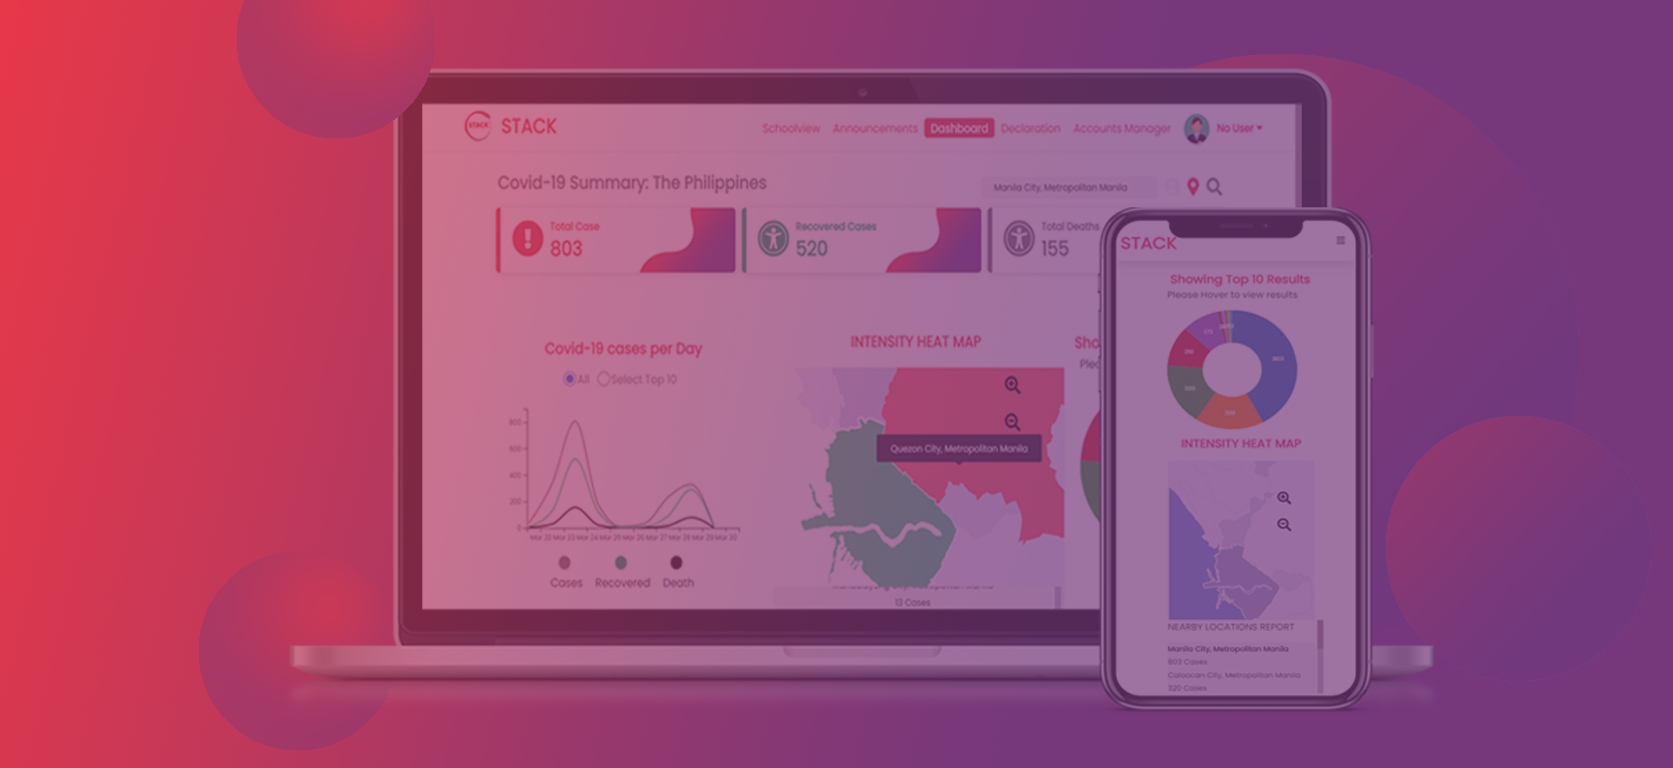 STACK
STACK
Schoolview
Announcements
Dashboard
Declaration
Accounts Manager
No User
Covid-19 Summary: The Philippines
Manila City, Metropolitan Manila
Total Case
803
Recovered Cases
520
Total Deaths
155
Covid-19 cases per Day
All
Select Top 10
800
600
400
200
0
Mar 22 Mar 23 Mar 24 Mar 25 Mar 26 Mar 27 Mar 28 Mar 29 Mar 30
Cases
Recovered
Death
INTENSITY HEAT MAP
Quezon City, Metropolitan Manila
13 Cases
Sho
Plea
STACK
Showing Top 10 Results
Please Hover to view results
INTENSITY HEAT MAP
NEARBY LOCATIONS REPORT
Manila City, Metropolitan Manila
803 Cases
Caloocan City, Metropolitan Manila
320 Cases